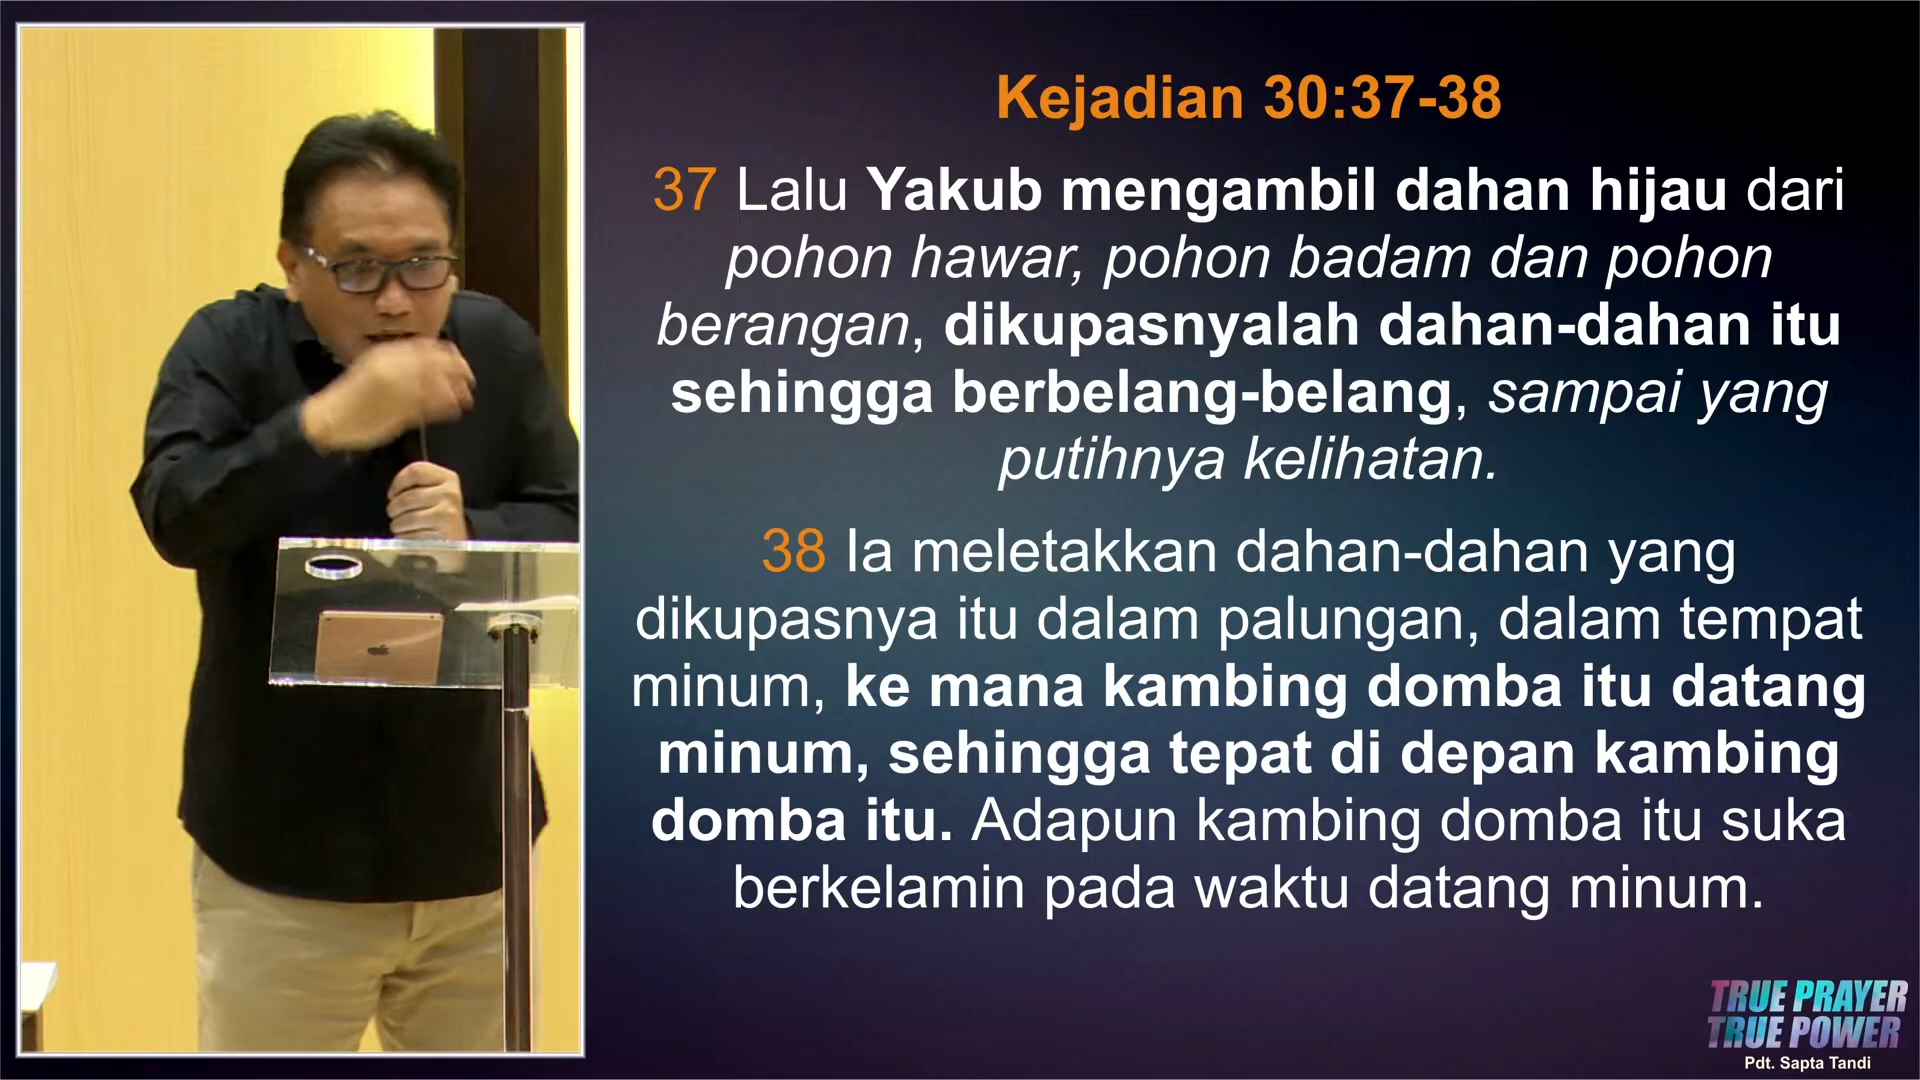 Kejadian 30:37-38
37 Lalu Yakub mengambil dahan hijau dari
pohon hawar, pohon badam dan pohon
berangan, dikupasnyalah dahan-dahan itu
sehingga berbelang-belang, sampai yang
putihnya kelihatan.
38 Ia meletakkan dahan-dahan yang
dikupasnya itu dalam palungan, dalam tempat
minum, ke mana kambing domba itu datang
minum, sehingga tepat di depan kambing
domba itu. Adapun kambing domba itu suka
berkelamin pada waktu datang minum.
TRUE PRAYER
TRUE POWER
Pdt. Sapta Tandi